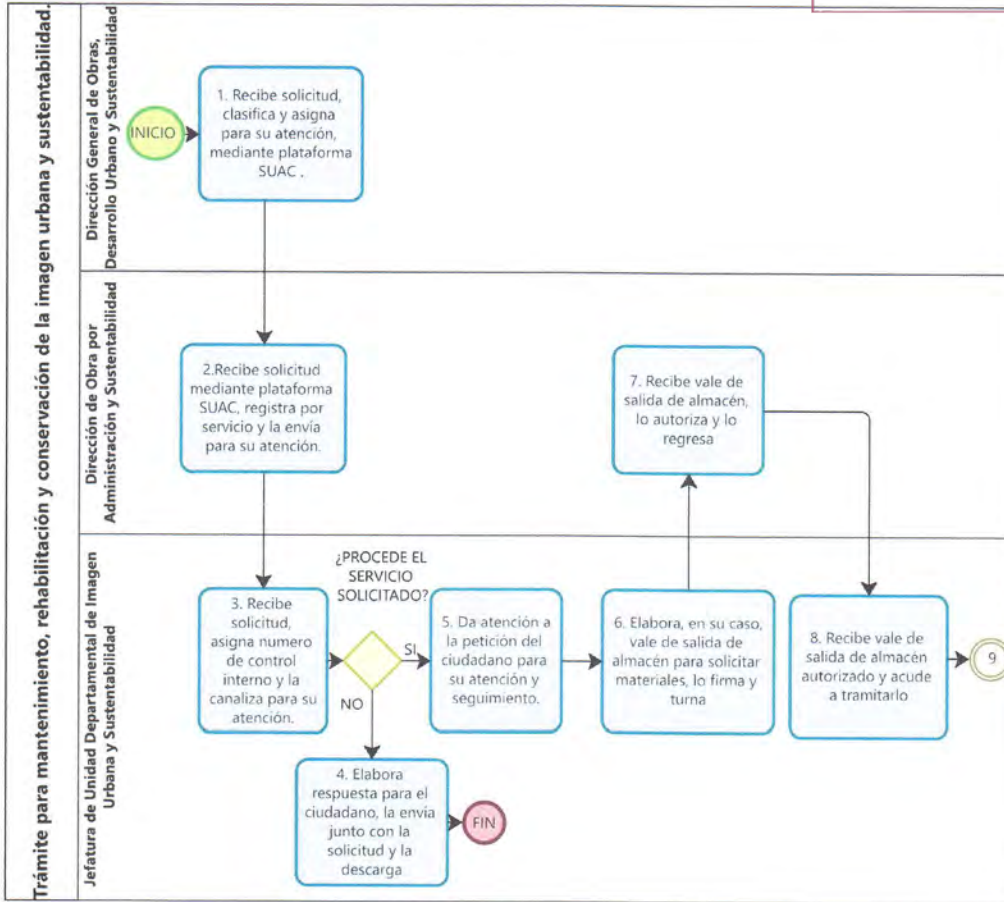 Trámite para mantenimiento, rehabilitación y conservación de la imagen urbana y sustentabilidad.
Dirección General de Obras,
Desarrollo Urbano y Sustentabilidad
INICIO
1. Recibe solicitud,
clasifica y asigna
para su atención,
mediante plataforma
SUAC .
Dirección de Obra por
Administración y Sustentabilidad
2.Recibe solicitud
mediante plataforma
SUAC, registra por
servicio y la envía
para su atención.
7. Recibe vale de
salida de almacén,
lo autoriza y lo
regresa
Jefatura de Unidad Departamental de Imagen
Urbana y Sustentabilidad
3. Recibe
solicitud,
asigna numero
de control
interno y la
canaliza para su
atención.
¿PROCEDE EL
SERVICIO
SOLICITADO?
SI
NO
4. Elabora
respuesta para el
ciudadano, la envia
junto con la
solicitud y la
descarga
FIN
5. Da atención a
la petición del
ciudadano para
su atención y
seguimiento.
6. Elabora, en su caso,
vale de salida de
almacén para solicitar
materiales, lo firma y
turna
8. Recibe vale de
salida de almacén
autorizado y acude
a tramitarlo
9